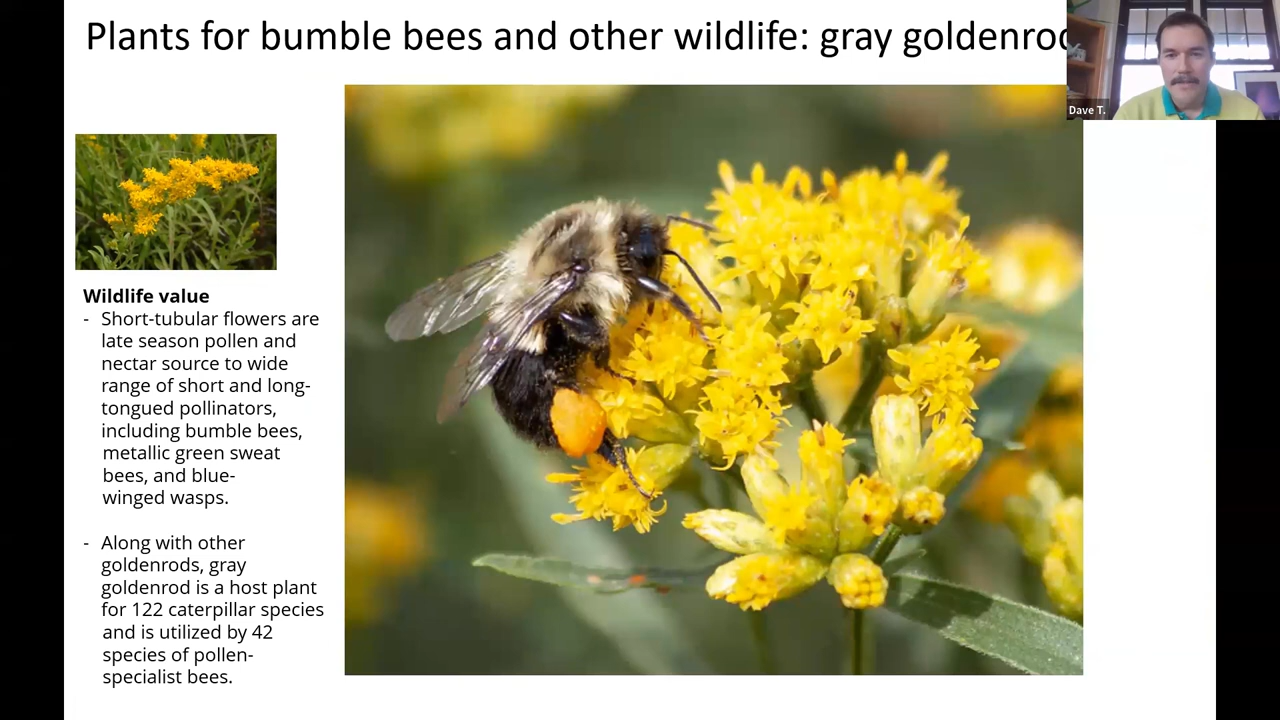 Plants for bumble bees and other wildlife: gray goldenrod
Dave T.
Wildlife value
- Short-tubular flowers are
late season pollen and
nectar source to wide
range of short and long-
tongued pollinators,
including bumble bees,
metallic green sweat
bees, and blue-
winged wasps.
- Along with other
goldenrods, gray
goldenrod is a host plant
for 122 caterpillar species
and is utilized by 42
species of pollen-
specialist bees.